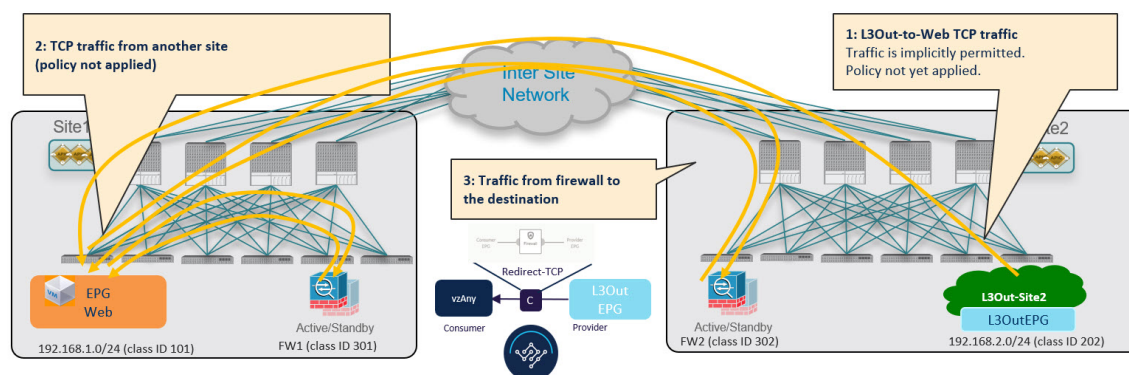 2: TCP traffic from another site
(policy not applied)
1: L3Out-to-Web TCP traffic
Traffic is implicitly permitted.
Policy not yet applied.
Inter Site
Network
Site1
te2
3: Traffic from firewall to
the destination
Consumer
EPG
Firewall
Provider
EPG
Redirect-TCP
VM
EPG
Web
vzAny
C
L3Out
EPG
Consumer
Provider
Active/Standby
FW1 (class ID 301)
192.168.1.0/24 (class ID 101)
Active/Standby
FW2 (class ID 302)
L3Out-Site2
L3OutEPG
192.168.2.0/24 (class ID 202)